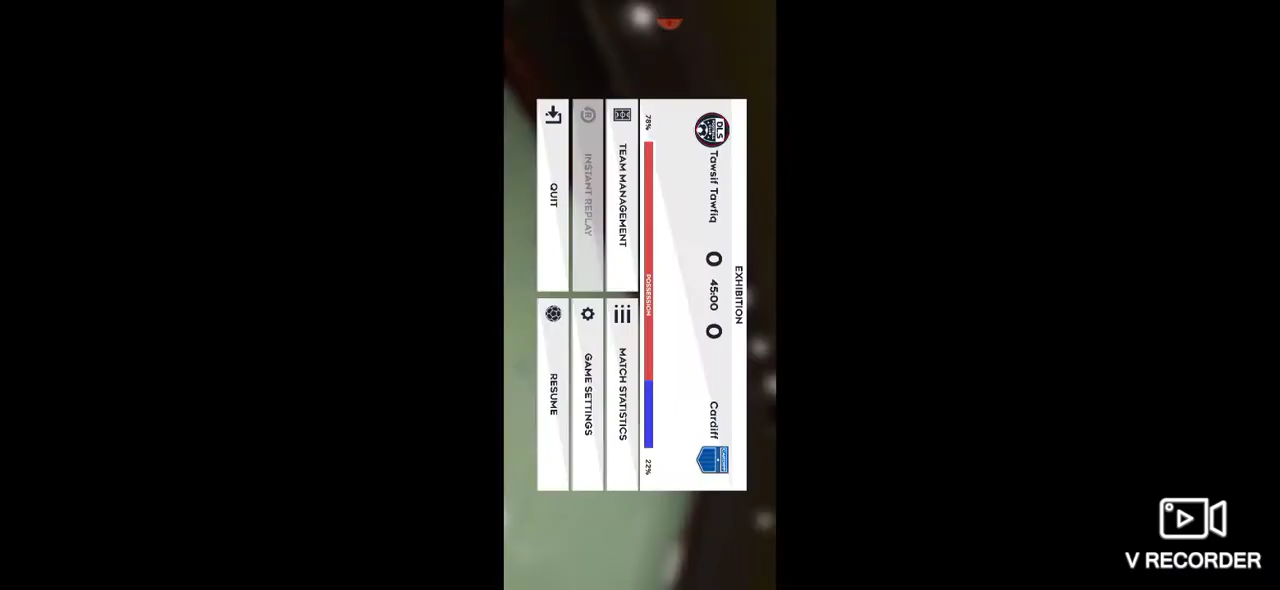 EXHIBITION
DLS
Tawsif Tawfiq 0 45:00 0 Cardiff
78% POSSESSION 22%
TEAM MANAGEMENT
MATCH STATISTICS
INSTANT REPLAY
GAME SETTINGS
QUIT
RESUME
V RECORDER